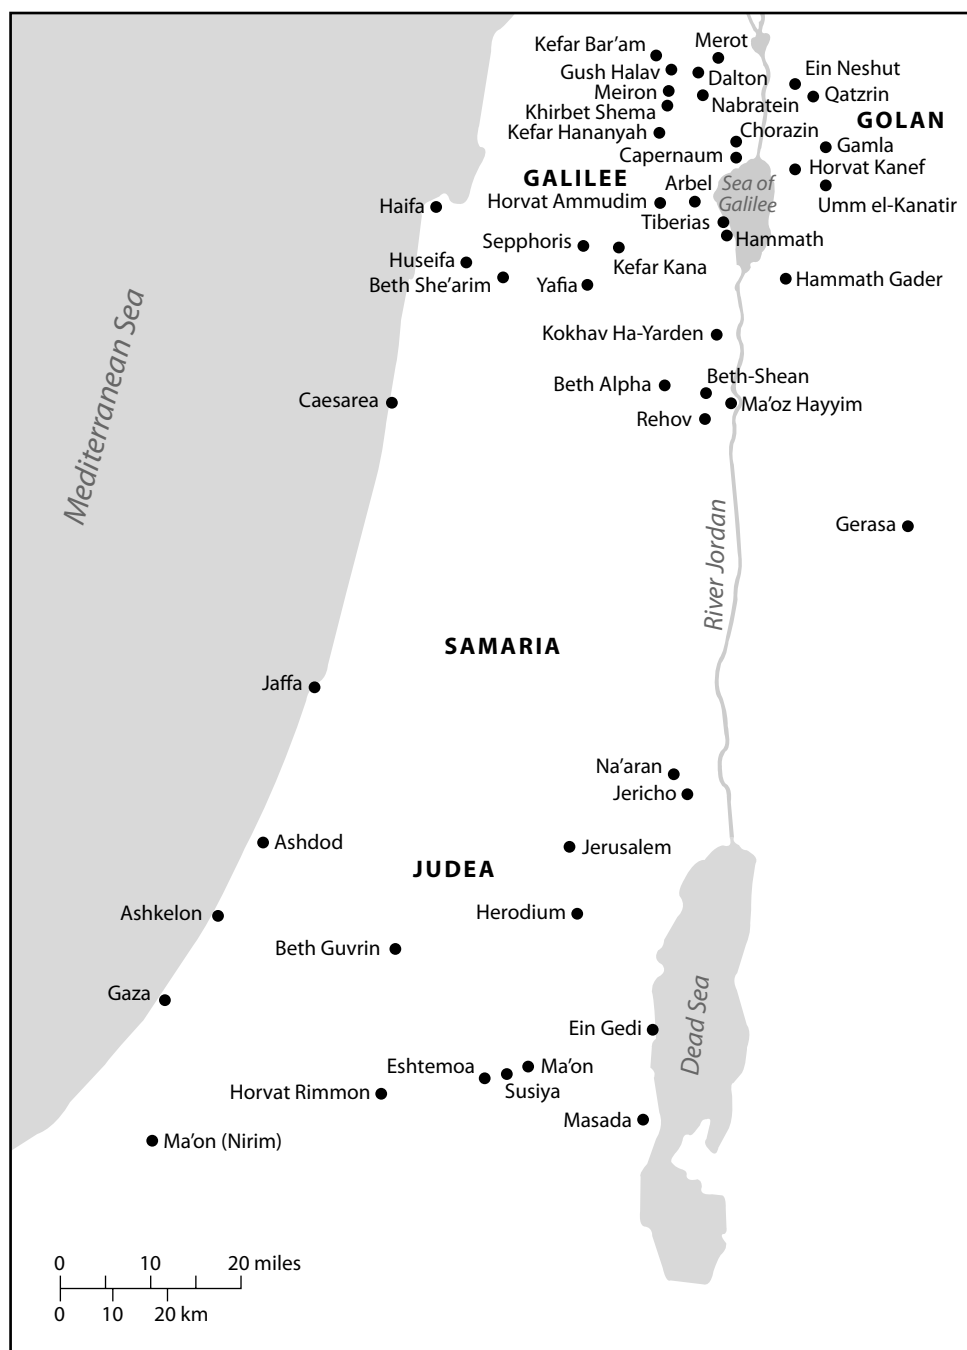 Kefar Bar’am
Merot
Gush Halav
Dalton
Ein Neshut
Meiron
Nabratein
Qatzrin
Khirbet Shema
GOLAN
Kefar Hananyah
Chorazin
Gamla
Capernaum
Horvat Kanef
GALILEE
Arbel
Sea of
Galilee
Horvat Ammudim
Umm el-Kanatir
Haifa
Tiberias
Hammath
Sepphoris
Kefar Kana
Huseifa
Beth She’arim
Yafia
Hammath Gader
Mediterranean Sea
Kokhav Ha-Yarden
Beth Alpha
Beth-Shean
Caesarea
Ma’oz Hayyim
Rehov
Gerasa
River Jordan
SAMARIA
Jaffa
Na’aran
Jericho
Ashdod
Jerusalem
JUDEA
Ashkelon
Herodium
Beth Guvrin
Gaza
Dead Sea
Ein Gedi
Eshtemoa
Ma’on
Susiya
Horvat Rimmon
Masada
Ma’on (Nirim)
0 10 20 miles
0 10 20 km